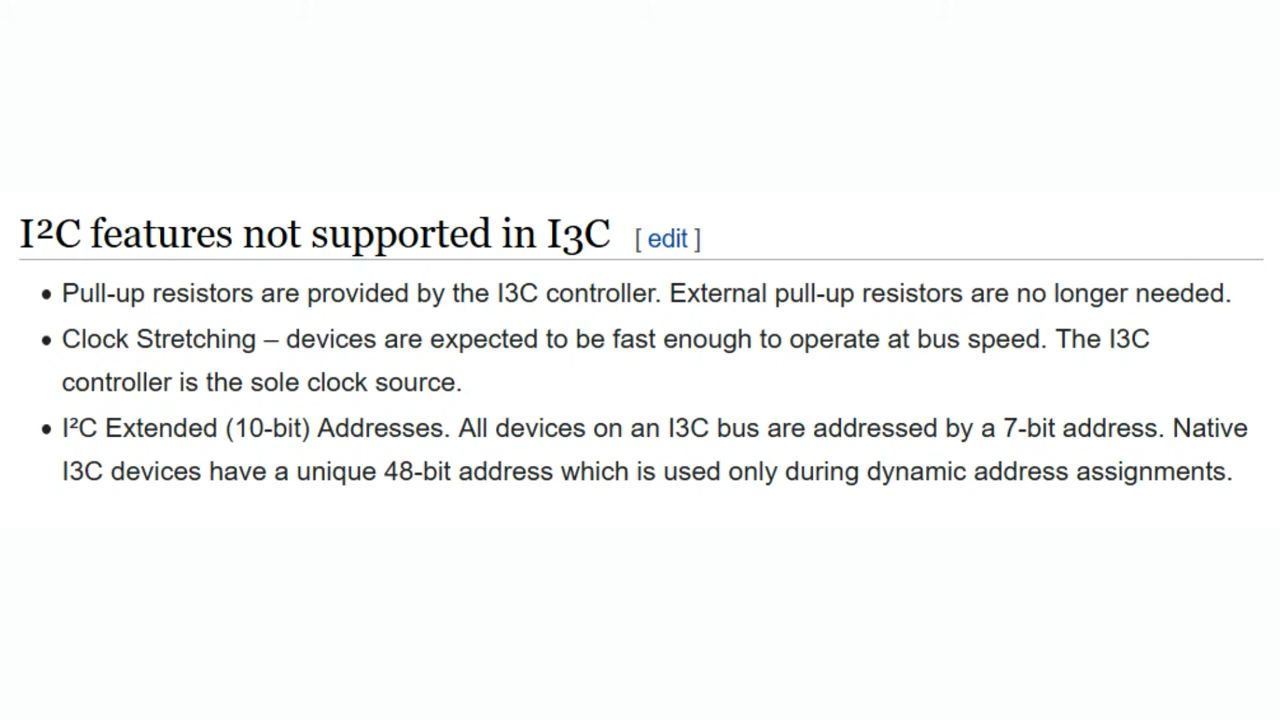 I²C features not supported in I3C [ edit ]
• Pull-up resistors are provided by the I3C controller. External pull-up resistors are no longer needed.
• Clock Stretching – devices are expected to be fast enough to operate at bus speed. The I3C
controller is the sole clock source.
• I²C Extended (10-bit) Addresses. All devices on an I3C bus are addressed by a 7-bit address. Native
I3C devices have a unique 48-bit address which is used only during dynamic address assignments.